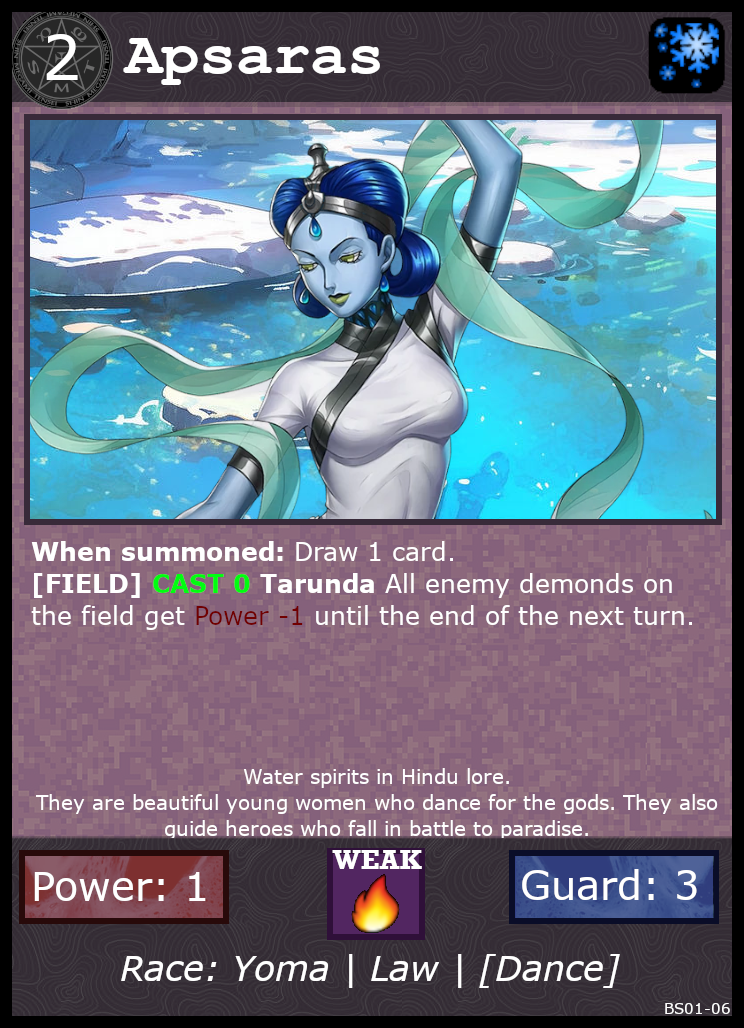 2 Apsaras
When summoned: Draw 1 card.
[FIELD] CAST 0 Tarunda All enemy demonds on
the field get Power -1 until the end of the next turn.
Water spirits in Hindu lore.
They are beautiful young women who dance for the gods. They also
guide heroes who fall in battle to paradise.
Power: 1
WEAK
Guard: 3
Race: Yoma | Law | [Dance]
BS01-06